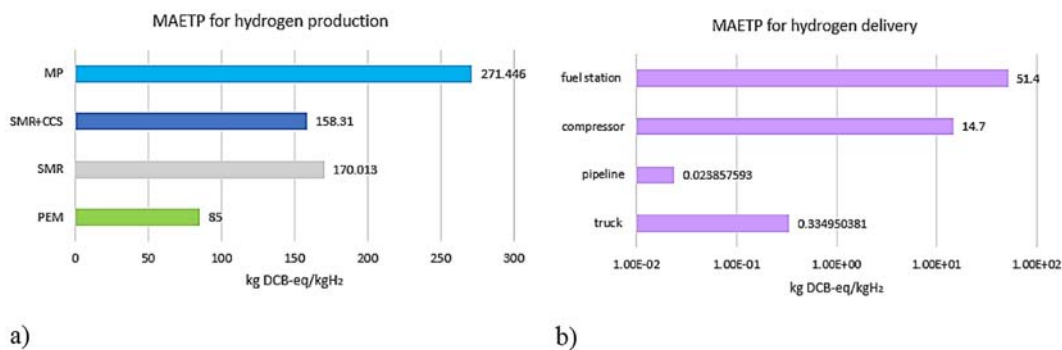 MAETP for hydrogen production
MP
271.446
SMR+CCS
158.31
SMR
170.013
PEM
85
0 50 100 150 200 250 300
kg DCB-eq/kgH₂
a)
MAETP for hydrogen delivery
fuel station
51.4
compressor
14.7
pipeline
0.023857593
truck
0.334950381
1.00E-02 1.00E-01 1.00E+00 1.00E+01 1.00E+02
kg DCB-eq/kgH₂
b)